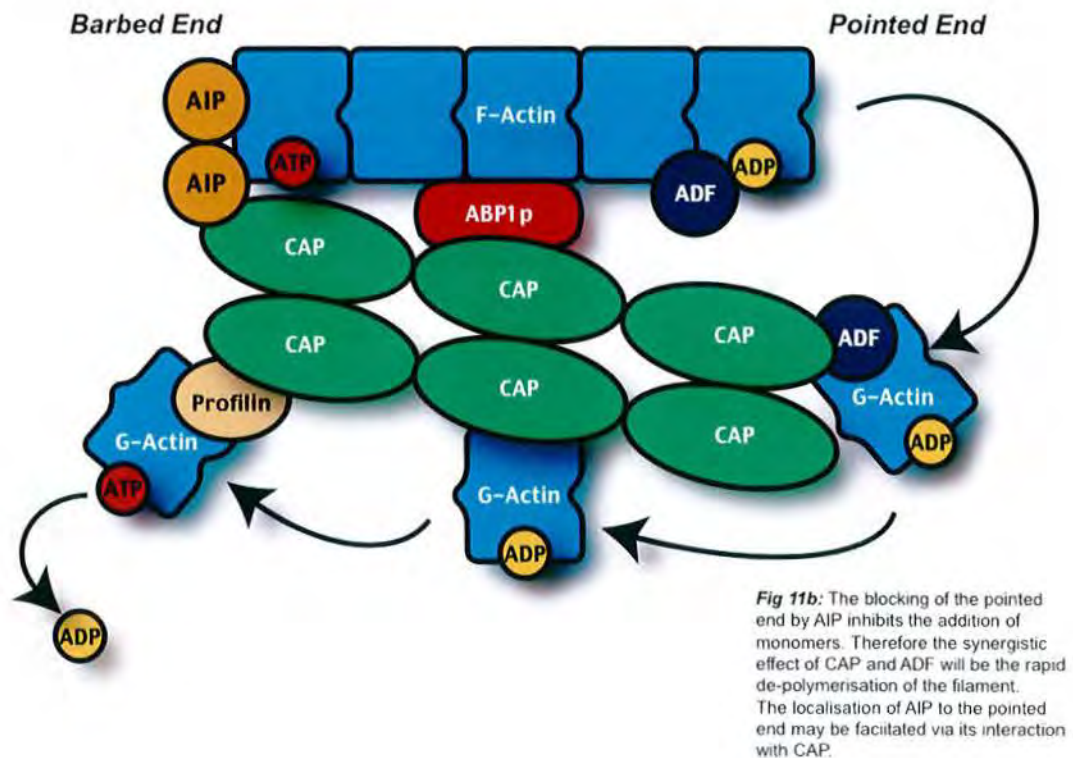 Barbed End
Pointed End
AIP
F-Actin
ATP
ADP
AIP
ADF
ABP1p
CAP
CAP
CAP
ADF
CAP
Profilin
CAP
G-Actin
CAP
G-Actin
ADP
ATP
G-Actin
ADP
ADP
Fig 11b: The blocking of the pointed
end by AIP inhibits the addition of
monomers. Therefore the synergistic
effect of CAP and ADF will be the rapid
de-polymerisation of the filament.
The localisation of AIP to the pointed
end may be faciitated via its interaction
with CAP.